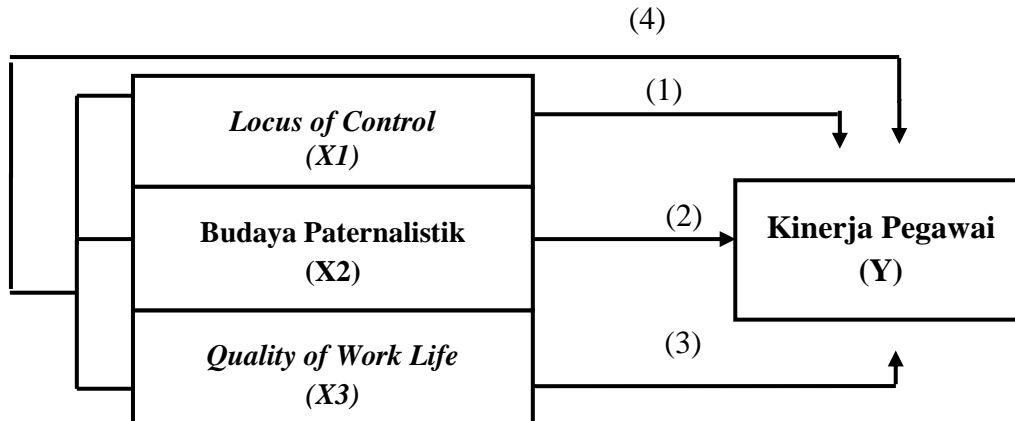 (4)
(1)
Locus of Control
(X1)
(2)
Budaya Paternalistik
(X2)
Kinerja Pegawai
(Y)
(3)
Quality of Work Life
(X3)